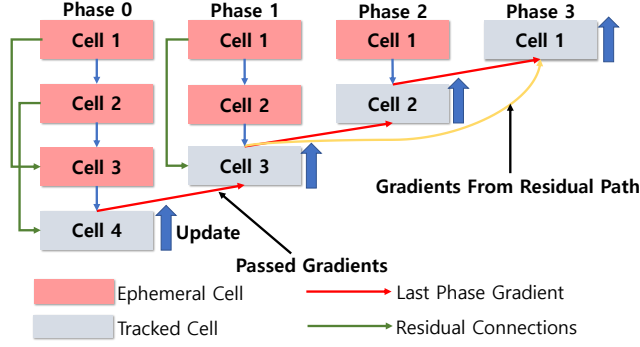 Phase 0 Phase 1 Phase 2 Phase 3
Cell 1 Cell 1 Cell 1 Cell 1
Cell 2 Cell 2 Cell 2
Cell 3 Cell 3
Gradients From Residual Path
Cell 4 Update
Passed Gradients
Ephemeral Cell Last Phase Gradient
Tracked Cell Residual Connections